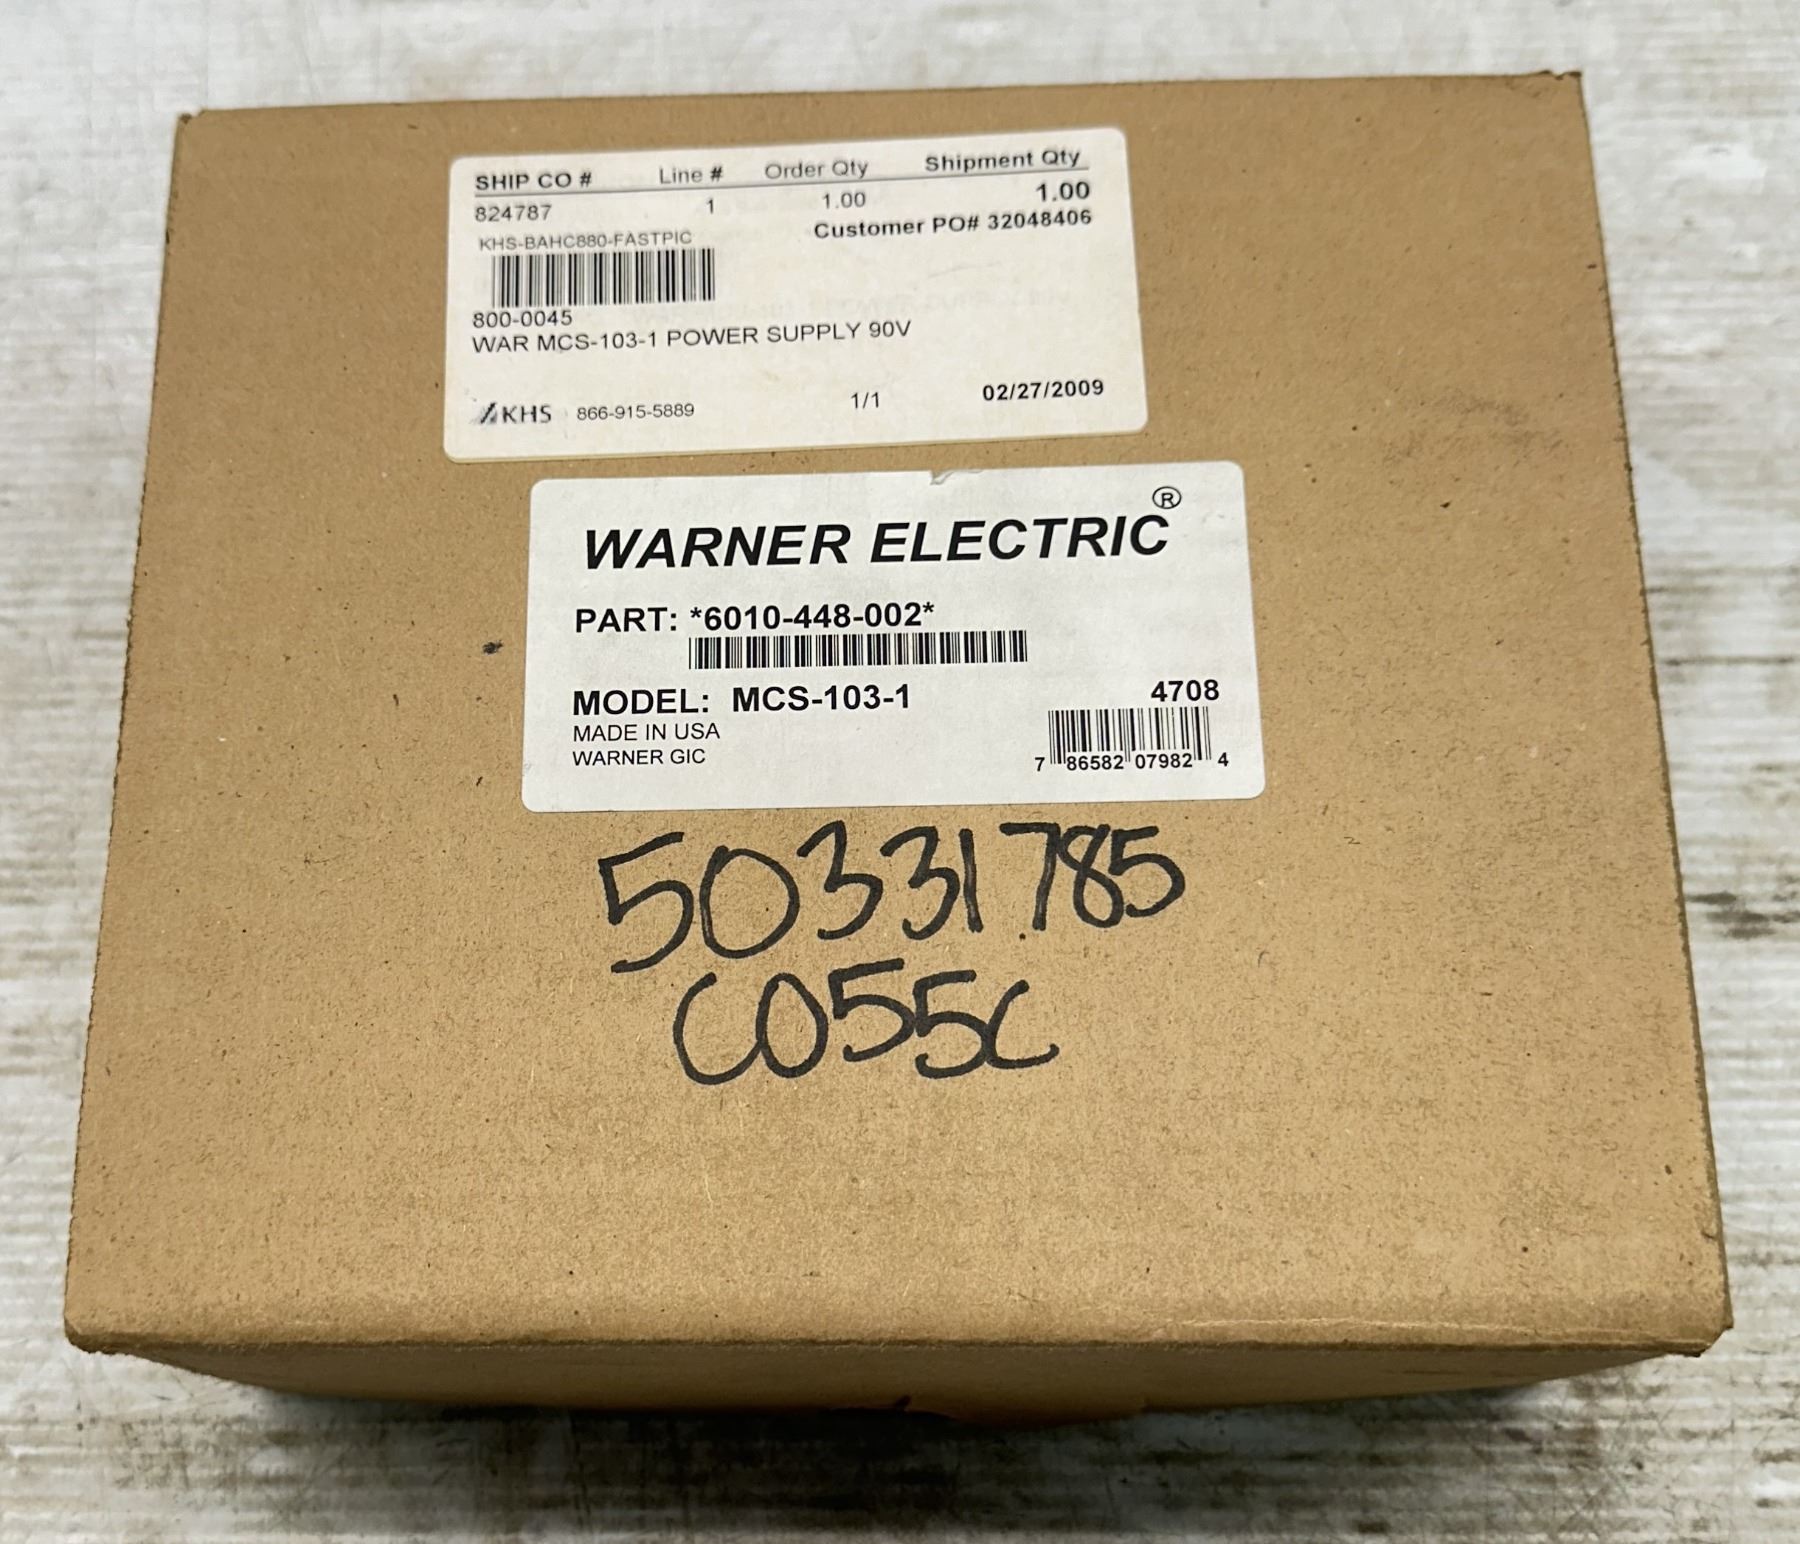 SHIP CO # Line # Order Qty Shipment Qty
824787 1 1.00 1.00
KHS-BAHC880-FASTPIC Customer PO# 32048406
800-0045
WAR MCS-103-1 POWER SUPPLY 90V
KHS 866-915-5889 1/1 02/27/2009
WARNER ELECTRIC®
PART: *6010-448-002*
MODEL: MCS-103-1 4708
MADE IN USA
WARNER GIC 7 86582 07982 4
50331785
C055C